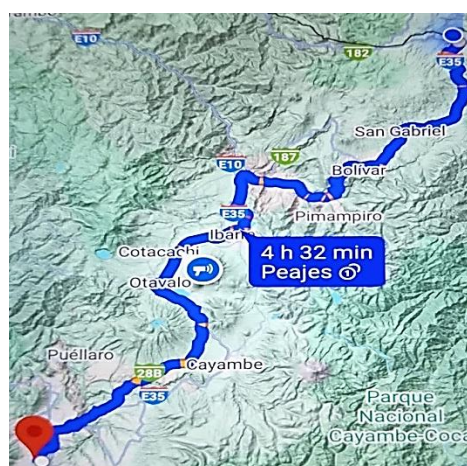 E10
182
E35
San Gabriel
Bolívar
187
E10
Pimampiro
E35
Ibarra
Cotacachi
4 h 32 min
Peajes
Otavalo
Puéllaro
28B
Cayambe
E35
Parque
Nacional
Cayambe-Coca